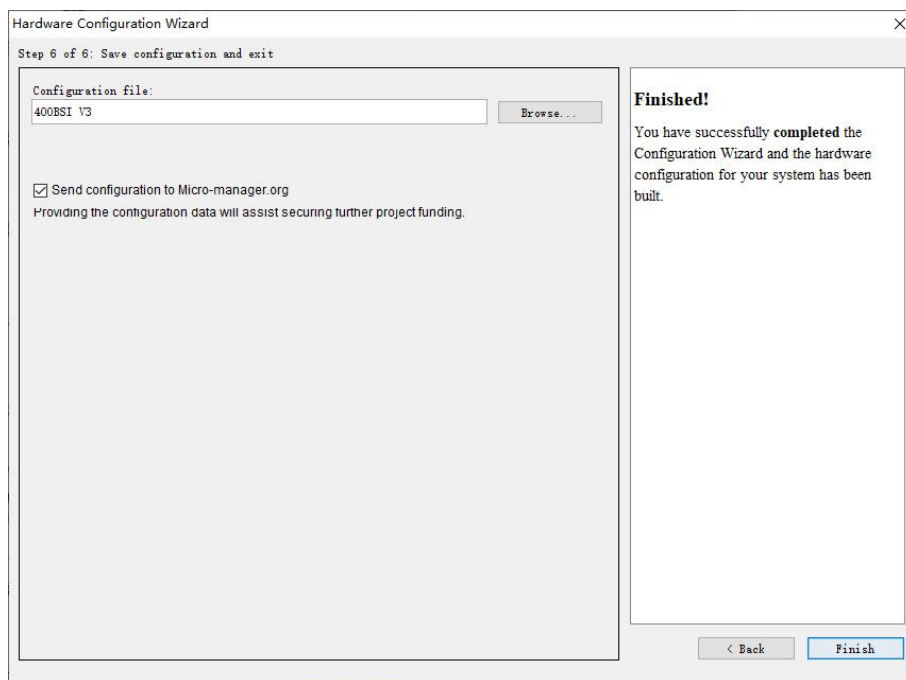 Hardware Configuration Wizard
Step 6 of 6: Save configuration and exit
Configuration file:
400BSI V3
Browse...
Send configuration to Micro-manager.org
Providing the configuration data will assist securing further project funding.
Finished!
You have successfully completed the
Configuration Wizard and the hardware
configuration for your system has been
built.
< Back
Finish